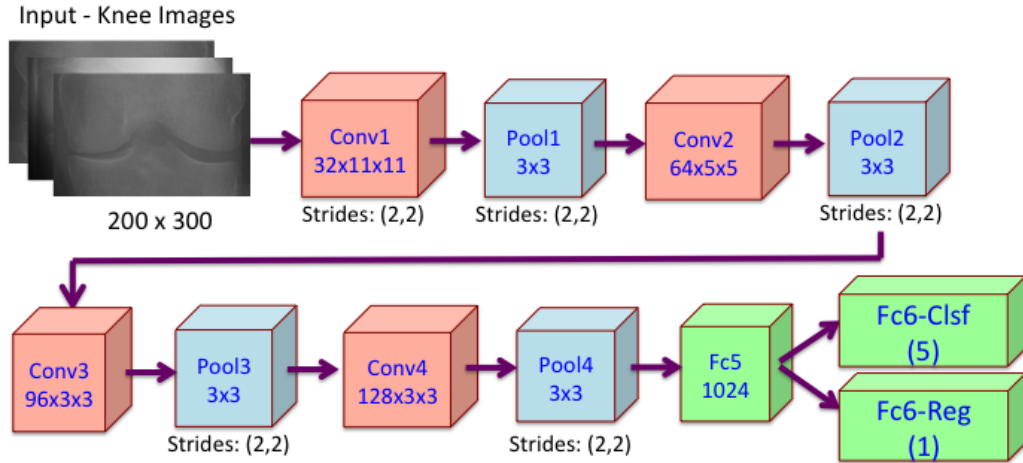 Input - Knee Images
200 x 300
Conv1
32x11x11
Strides: (2,2)
Pool1
3x3
Strides: (2,2)
Conv2
64x5x5
Pool2
3x3
Strides: (2,2)
Conv3
96x3x3
Pool3
3x3
Strides: (2,2)
Conv4
128x3x3
Pool4
3x3
Strides: (2,2)
Fc5
1024
Fc6-Clsf
(5)
Fc6-Reg
(1)